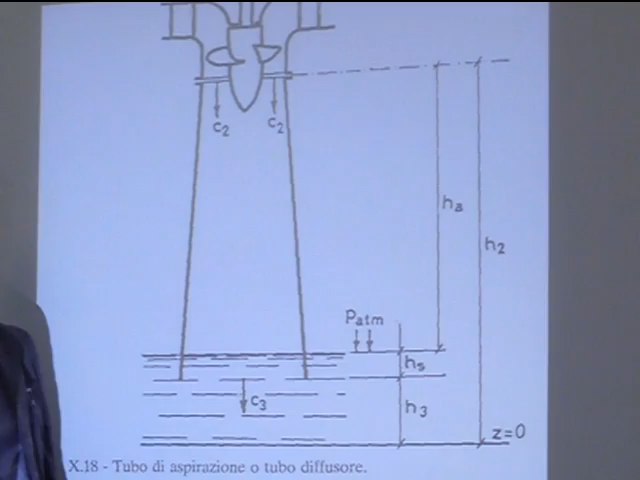 c2
c2
ha
h2
Patm
hs
c3
h3
z=0
X.18 - Tubo di aspirazione o tubo diffusore.